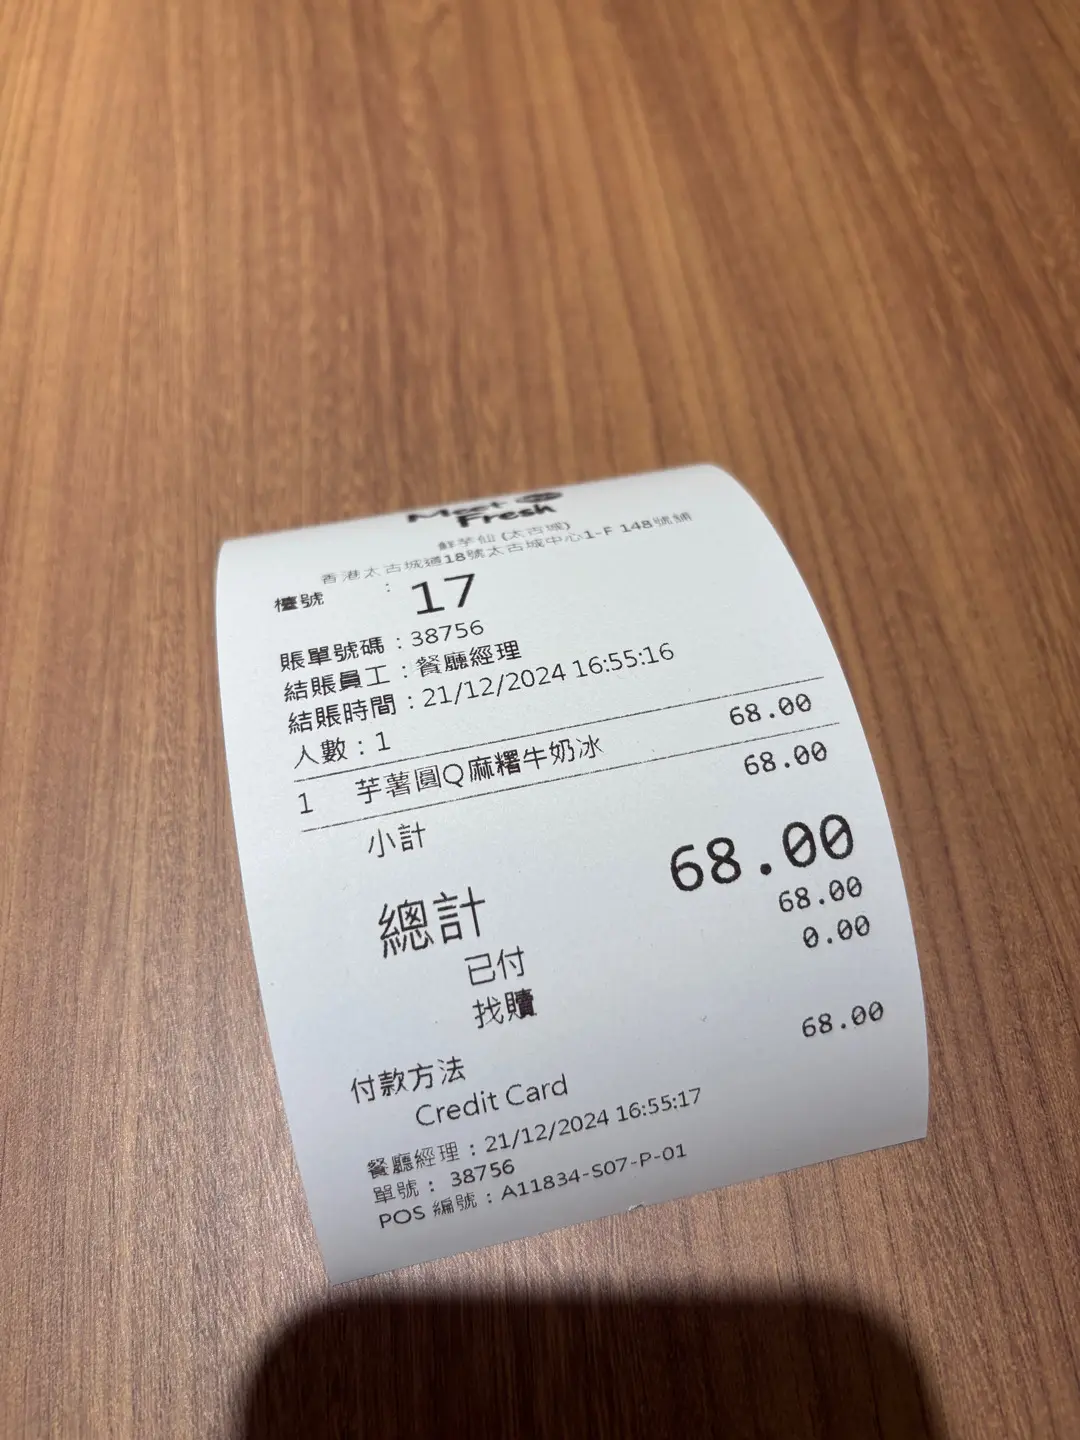 Meet Fresh
鮮芋仙 (太古城)
香港太古城道18號太古城中心1-F 148號舖
檯號 : 17
賬單號碼 : 38756
結賬員工 : 餐廳經理
結賬時間 : 21/12/2024 16:55:16
人數 : 1
1 芋薯圓Q麻糬牛奶冰 68.00
小計 68.00
總計 68.00
已付 68.00
找贖 0.00
付款方法
Credit Card 68.00
餐廳經理 : 21/12/2024 16:55:17
單號 : 38756
POS 編號 : A11834-S07-P-01